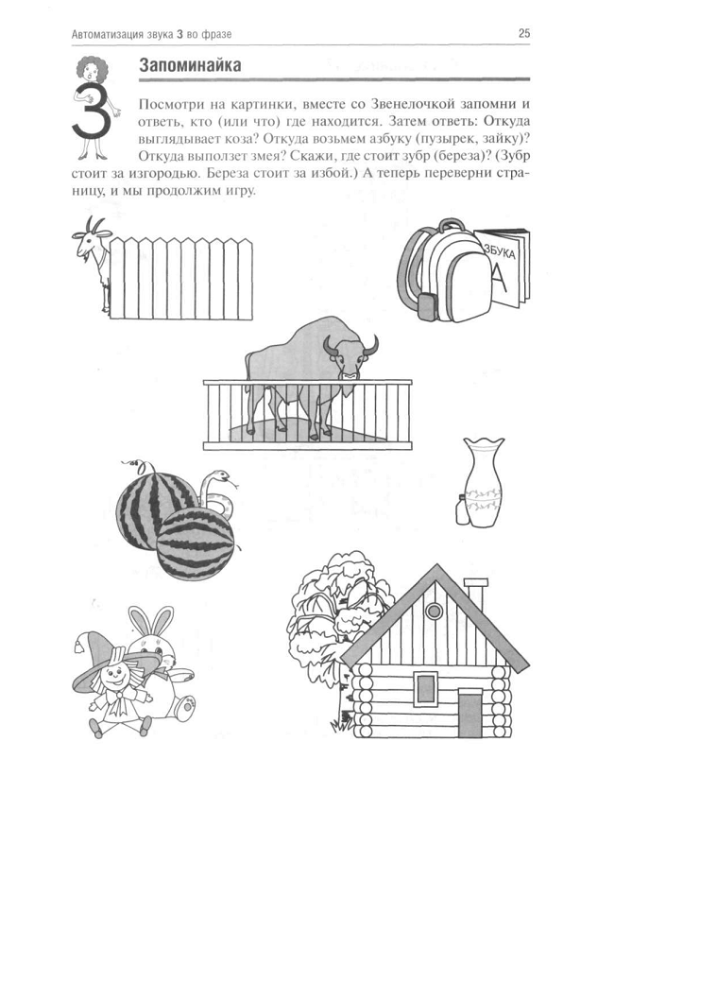 Автоматизация звука З во фразе 25
Запоминайка
З
Посмотри на картинки, вместе со Звенелочкой запомни и
ответь, кто (или что) где находится. Затем ответь: Откуда
выглядывает коза? Откуда возьмем азбуку (пузырек, зайку)?
Откуда выползет змея? Скажи, где стоит зубр (береза)? (Зубр
стоит за изгородью. Береза стоит за избой.) А теперь переверни стра-
ницу, и мы продолжим игру.
ЗБУКА
А